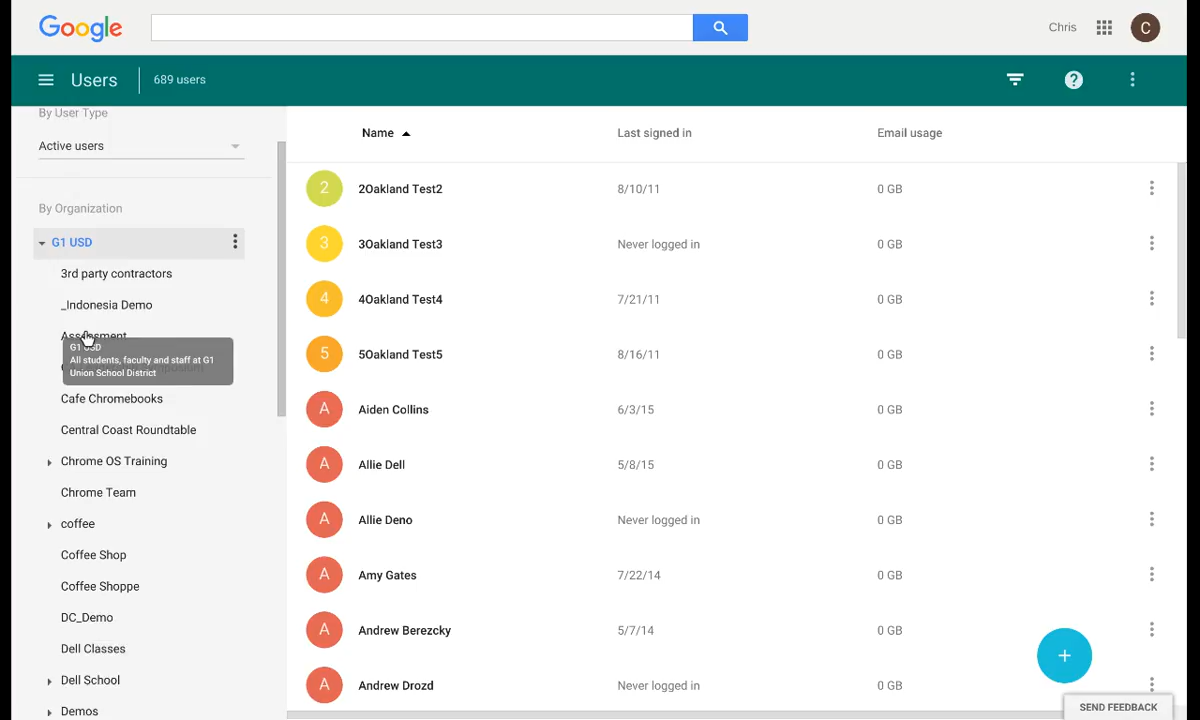 Google
Chris
C
Users
689 users
By User Type
Active users
By Organization
G1 USD
3rd party contractors
_Indonesia Demo
G1 USD
All students, faculty and staff at G1
Union School District
Cafe Chromebooks
Central Coast Roundtable
Chrome OS Training
Chrome Team
coffee
Coffee Shop
Coffee Shoppe
DC_Demo
Dell Classes
Dell School
Demos
Name Last signed in Email usage
2 2Oakland Test2 8/10/11 0 GB
3 3Oakland Test3 Never logged in 0 GB
4 4Oakland Test4 7/21/11 0 GB
5 5Oakland Test5 8/16/11 0 GB
A Aiden Collins 6/3/15 0 GB
A Allie Dell 5/8/15 0 GB
A Allie Deno Never logged in 0 GB
A Amy Gates 7/22/14 0 GB
A Andrew Berezcky 5/7/14 0 GB
A Andrew Drozd Never logged in 0 GB
SEND FEEDBACK